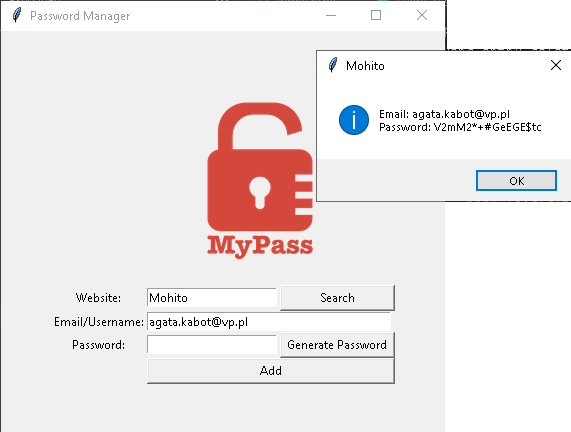 Password Manager
Mohito
Email: agata.kabot@vp.pl
Password: V2mM2*+#GeEGE$tc
OK
MyPass
Website: Mohito Search
Email/Username: agata.kabot@vp.pl
Password: Generate Password
Add